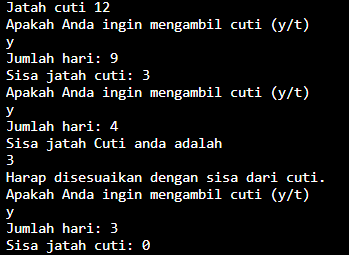 Jatah cuti 12
Apakah Anda ingin mengambil cuti (y/t)
y
Jumlah hari: 9
Sisa jatah cuti: 3
Apakah Anda ingin mengambil cuti (y/t)
y
Jumlah hari: 4
Sisa jatah Cuti anda adalah
3
Harap disesuaikan dengan sisa dari cuti.
Apakah Anda ingin mengambil cuti (y/t)
y
Jumlah hari: 3
Sisa jatah cuti: 0